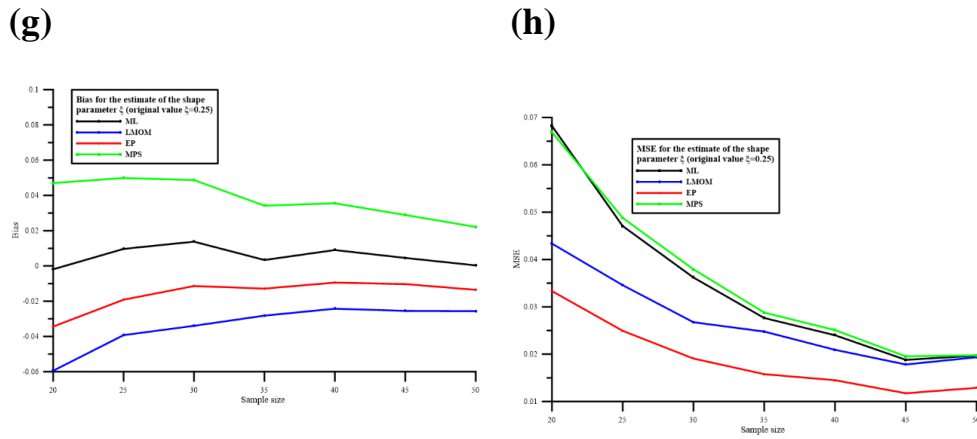 (g)
0.1
0.08
0.06
0.04
0.02
0
-0.02
-0.04
-0.06
Bias
Bias for the estimate of the shape
parameter ξ (original value ξ=0.25)
ML
LMOM
EP
MPS
20 25 30 35 40 45 50
Sample size
(h)
0.07
0.06
0.05
0.04
0.03
0.02
0.01
MSE
MSE for the estimate of the shape
parameter ξ (original value ξ=0.25)
ML
LMOM
EP
MPS
20 25 30 35 40 45 50
Sample size